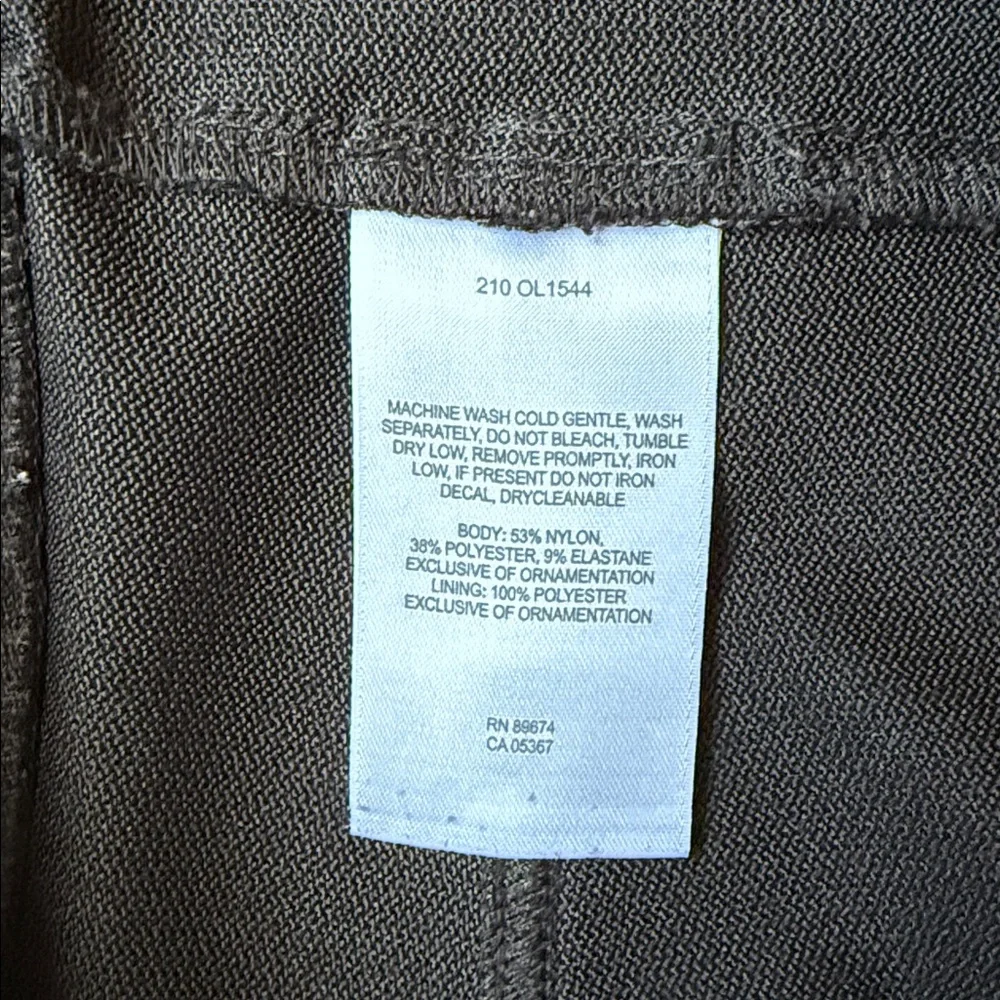 210 OL1544
MACHINE WASH COLD GENTLE, WASH
SEPARATELY, DO NOT BLEACH, TUMBLE
DRY LOW, REMOVE PROMPTLY, IRON
LOW, IF PRESENT DO NOT IRON
DECAL, DRYCLEANABLE
BODY: 53% NYLON,
38% POLYESTER, 9% ELASTANE
EXCLUSIVE OF ORNAMENTATION
LINING: 100% POLYESTER
EXCLUSIVE OF ORNAMENTATION
RN 89674
CA 05367